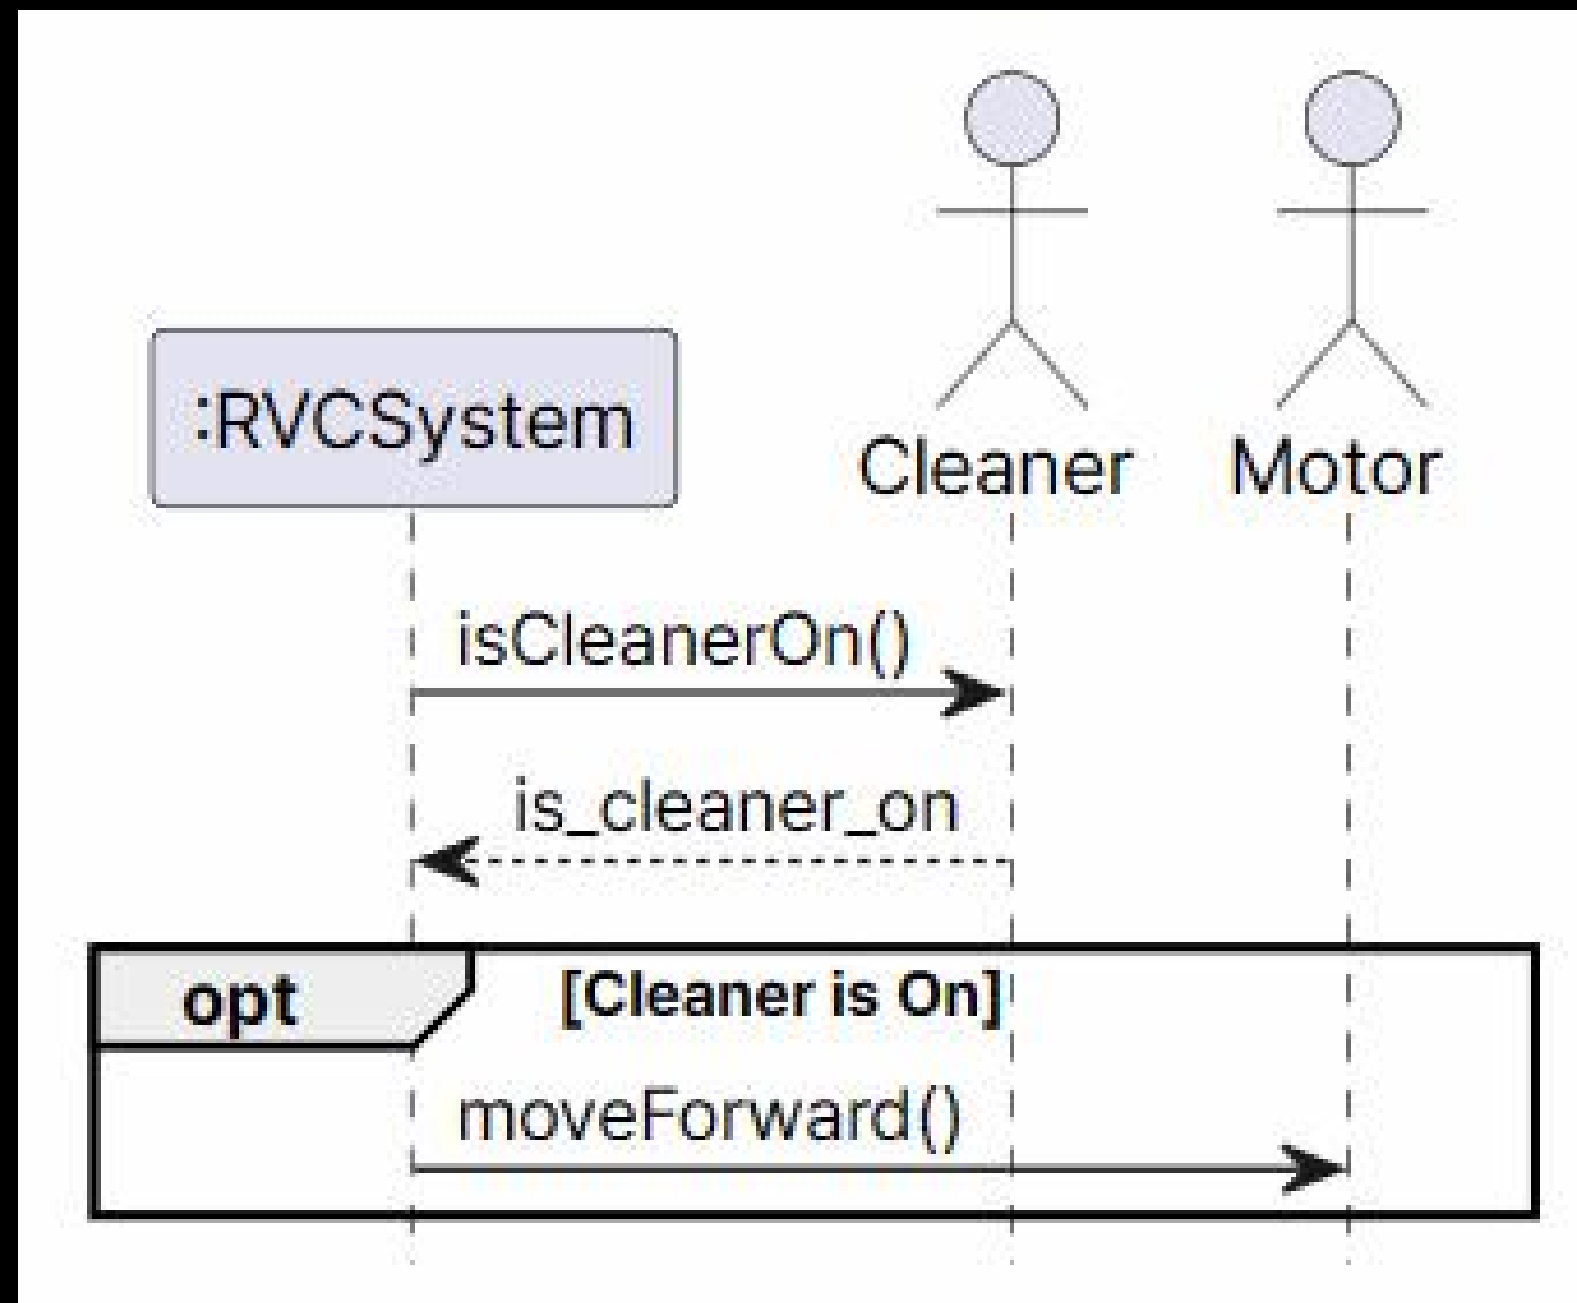 :RVCSystem
Cleaner
Motor
isCleanerOn()
is_cleaner_on
opt
[Cleaner is On]
moveForward()